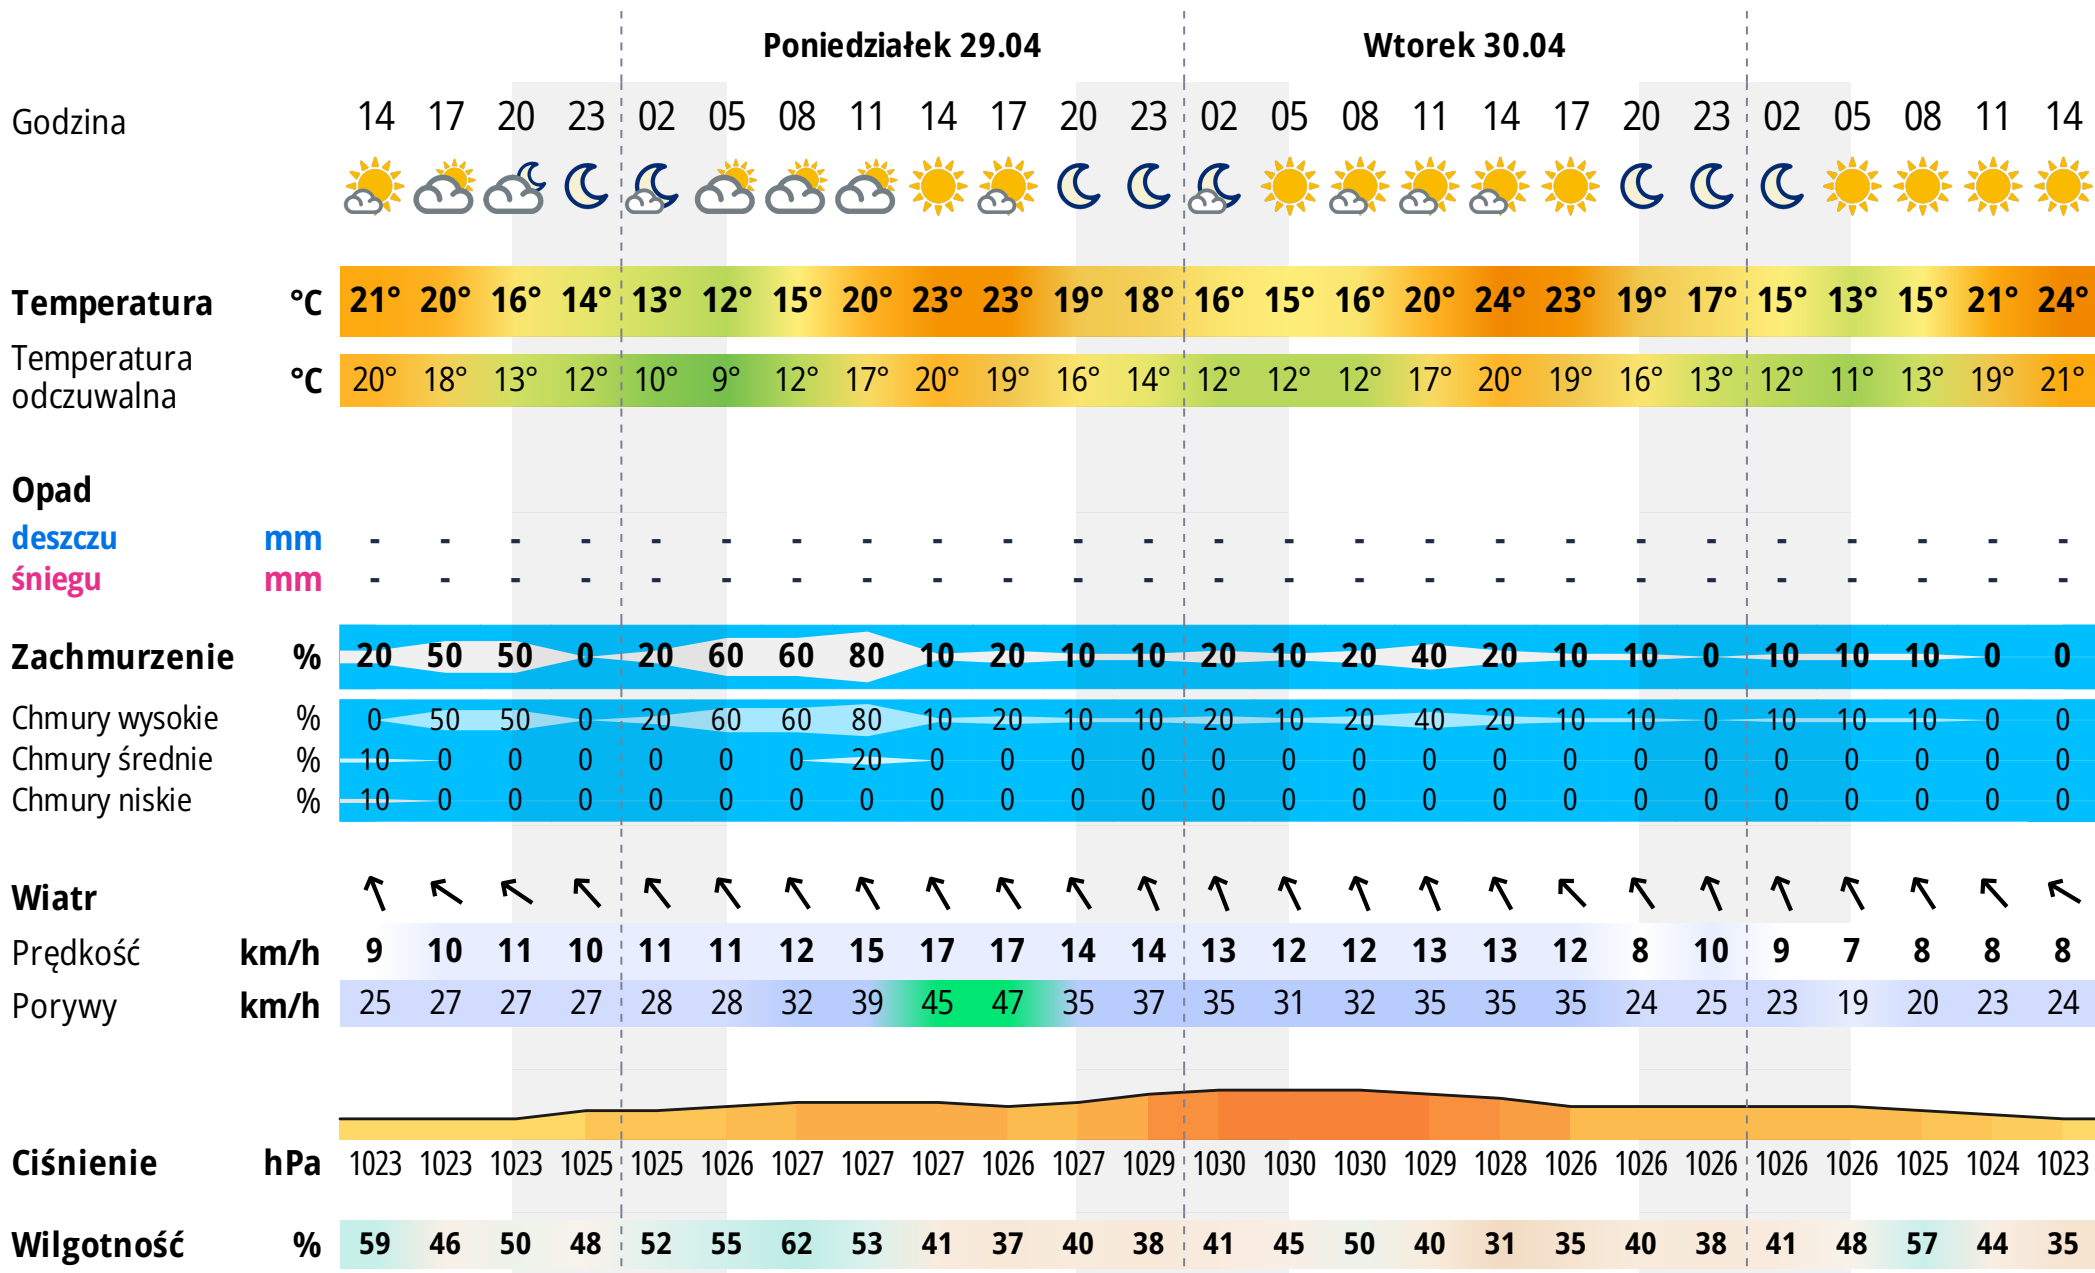 Poniedziałek 29.04 Wtorek 30.04
Godzina 14 17 20 23 02 05 08 11 14 17 20 23 02 05 08 11 14 17 20 23 02 05 08 11 14
Temperatura °C 21° 20° 16° 14° 13° 12° 15° 20° 23° 23° 19° 18° 16° 15° 16° 20° 24° 23° 19° 17° 15° 13° 15° 21° 24°
Temperatura
odczuwalna °C 20° 18° 13° 12° 10° 9° 12° 17° 20° 19° 16° 14° 12° 12° 12° 17° 20° 19° 16° 13° 12° 11° 13° 19° 21°
Opad
deszczu mm - - - - - - - - - - - - - - - - - - - - - - - - -
śniegu mm - - - - - - - - - - - - - - - - - - - - - - - - -
Zachmurzenie % 20 50 50 0 20 60 60 80 10 20 10 10 20 10 20 40 20 10 10 0 10 10 10 0 0
Chmury wysokie % 0 50 50 0 20 60 60 80 10 20 10 10 20 10 20 40 20 10 10 0 10 10 10 0 0
Chmury średnie % 10 0 0 0 0 0 0 20 0 0 0 0 0 0 0 0 0 0 0 0 0 0 0 0 0
Chmury niskie % 10 0 0 0 0 0 0 0 0 0 0 0 0 0 0 0 0 0 0 0 0 0 0 0 0
Wiatr
Prędkość km/h 9 10 11 10 11 11 12 15 17 17 14 14 13 12 12 13 13 12 8 10 9 7 8 8 8
Porywy km/h 25 27 27 27 28 28 32 39 45 47 35 37 35 31 32 35 35 35 24 25 23 19 20 23 24
Ciśnienie hPa 1023 1023 1023 1025 1025 1026 1027 1027 1027 1026 1027 1029 1030 1030 1030 1029 1028 1026 1026 1026 1026 1026 1025 1024 1023
Wilgotność % 59 46 50 48 52 55 62 53 41 37 40 38 41 45 50 40 31 35 40 38 41 48 57 44 35